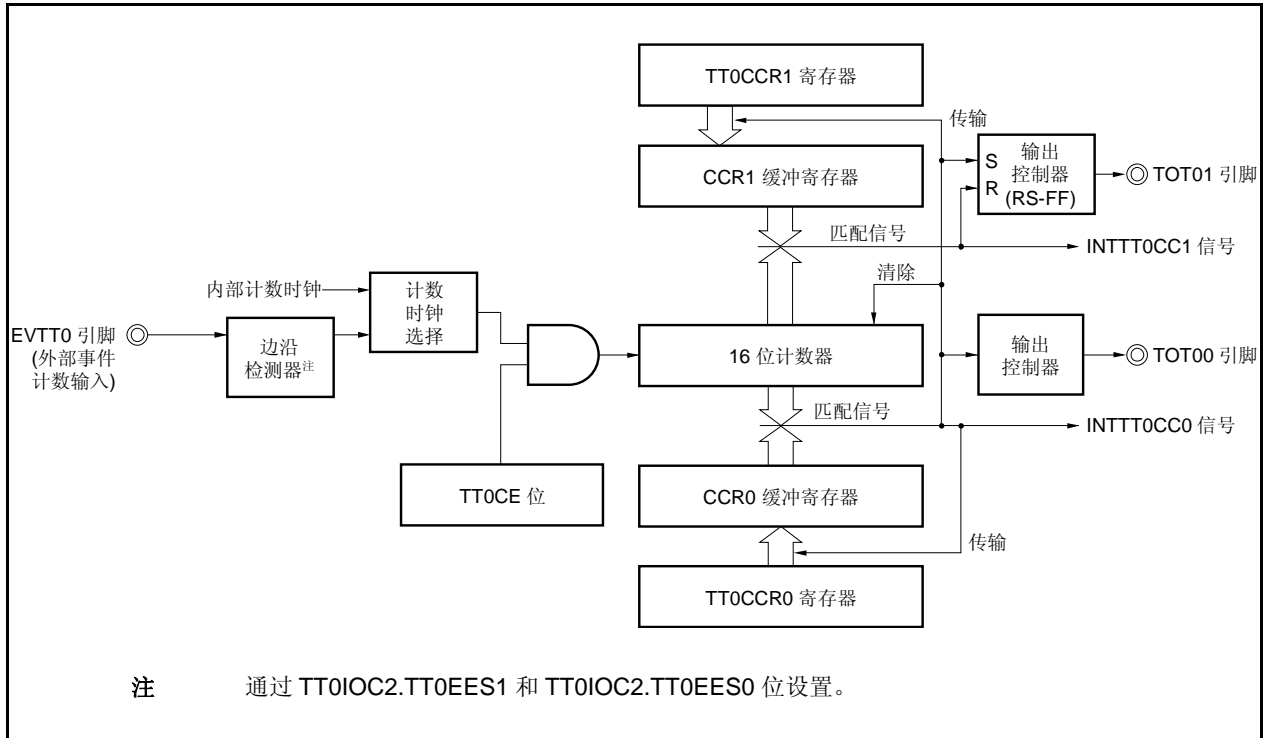 TT0CCR1 寄存器
传输
CCR1 缓冲寄存器
S
R
输出
控制器
(RS-FF)
TOT01 引脚
匹配信号
INTTT0CC1 信号
清除
内部计数时钟
计数
时钟
选择
EVTT0 引脚
(外部事件
计数输入)
边沿
检测器注
16 位计数器
输出
控制器
TOT00 引脚
匹配信号
INTTT0CC0 信号
TT0CE 位
CCR0 缓冲寄存器
传输
TT0CCR0 寄存器
注 通过 TT0IOC2.TT0EES1 和 TT0IOC2.TT0EES0 位设置。